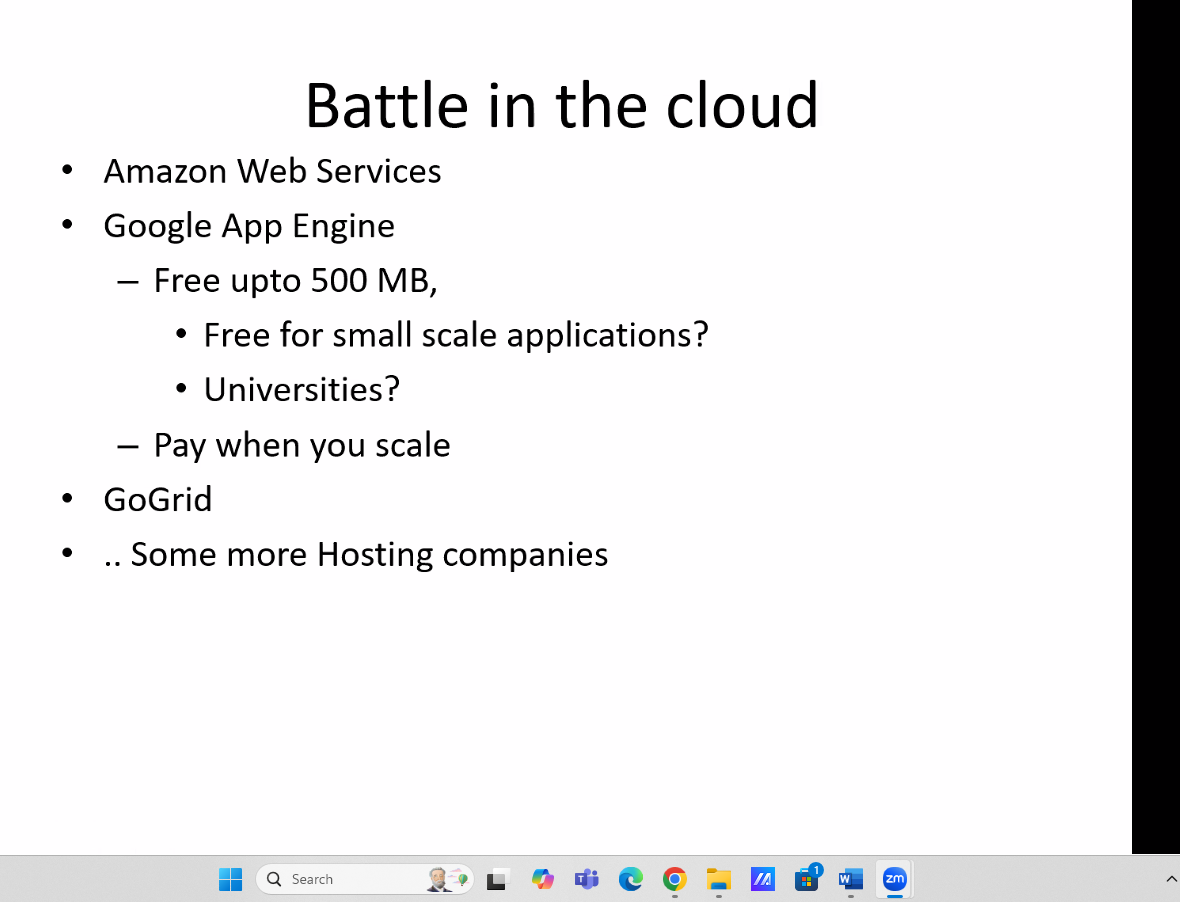 Battle in the cloud
• Amazon Web Services
• Google App Engine
– Free upto 500 MB,
• Free for small scale applications?
• Universities?
– Pay when you scale
• GoGrid
• .. Some more Hosting companies
Search
1
W
zm